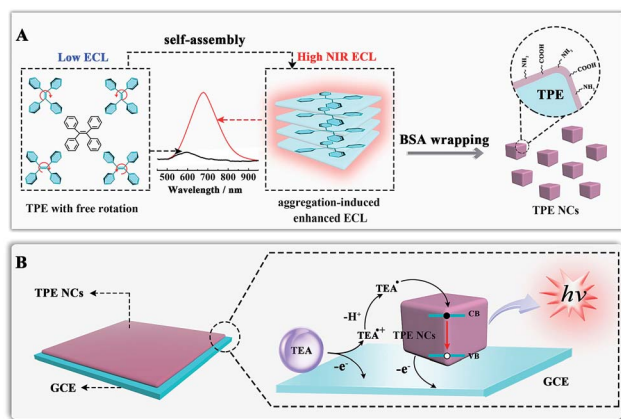 A
Low ECL
self-assembly
High NIR ECL
500 600 700 800 900
Wavelength / nm
TPE with free rotation
aggregation-induced
enhanced ECL
BSA wrapping
NH₂
COOH
NH₂
COOH
NH₂
TPE
TPE NCs
B
TPE NCs
GCE
TEA
-H⁺
TEA•⁺
TEA•
-e⁻
TPE NCs
CB
VB
-e⁻
GCE
hν